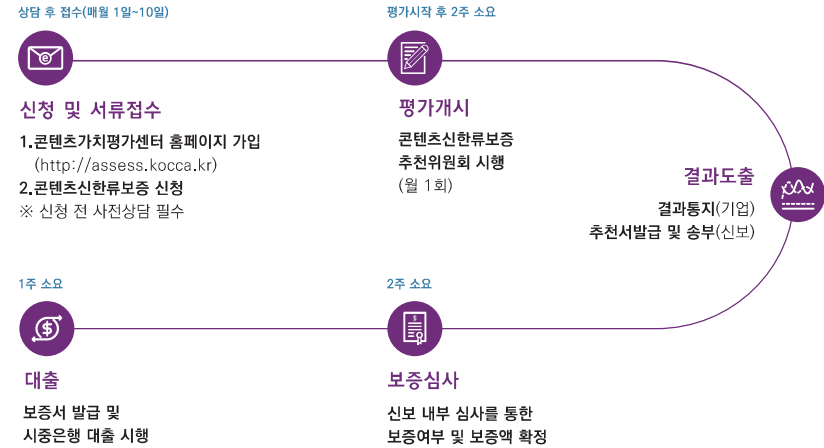 상담 후 접수(매월 1일~10일)
신청 및 서류접수
1.콘텐츠가치평가센터 홈페이지 가입
(http://assess.kocca.kr)
2.콘텐츠신한류보증 신청
※ 신청 전 사전상담 필수
평가시작 후 2주 소요
평가개시
콘텐츠신한류보증
추천위원회 시행
(월 1회)
결과도출
결과통지(기업)
추천서발급 및 송부(신보)
2주 소요
$
보증심사
신보 내부 심사를 통한
보증여부 및 보증액 확정
1주 소요
$
대출
보증서 발급 및
시중은행 대출 시행